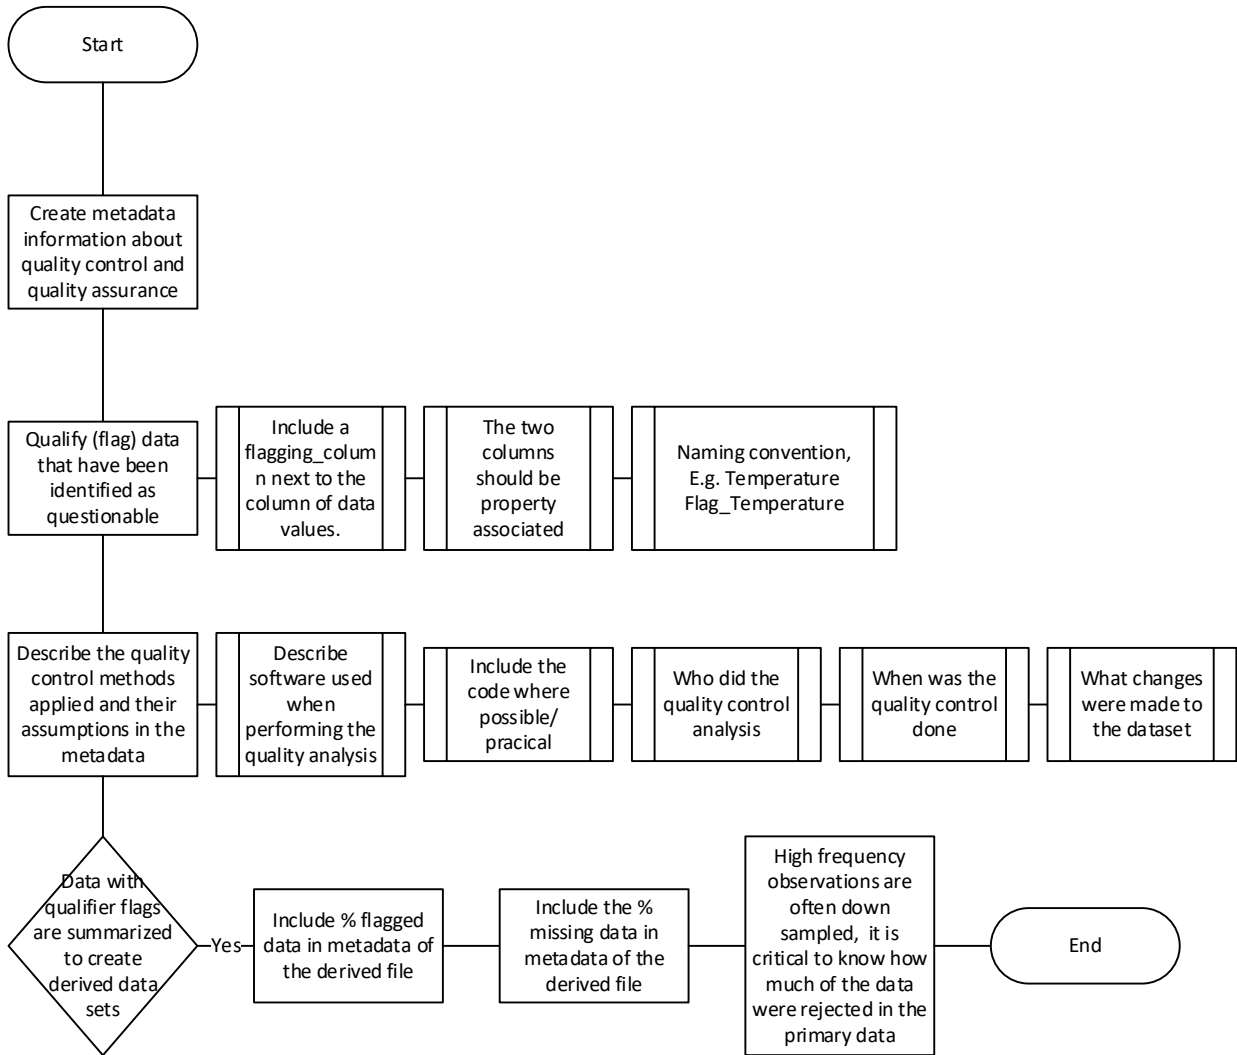 Start
Create metadata
information about
quality control and
quality assurance
Qualify (flag) data
that have been
identified as
questionable
Include a
flagging_colum
n next to the
column of data
values.
The two
columns
should be
property
associated
Naming convention,
E.g. Temperature
Flag_Temperature
Describe the quality
control methods
applied and their
assumptions in the
metadata
Describe
software used
when
performing the
quality analysis
Include the
code where
possible/
pracical
Who did the
quality control
analysis
When was the
quality control
done
What changes
were made to
the dataset
Data with
qualifier flags
are summarized
to create
derived data
sets
Yes
Include % flagged
data in metadata of
the derived file
Include the %
missing data in
metadata of the
derived file
High frequency
observations are
often down
sampled, it is
critical to know how
much of the data
were rejected in the
primary data
End